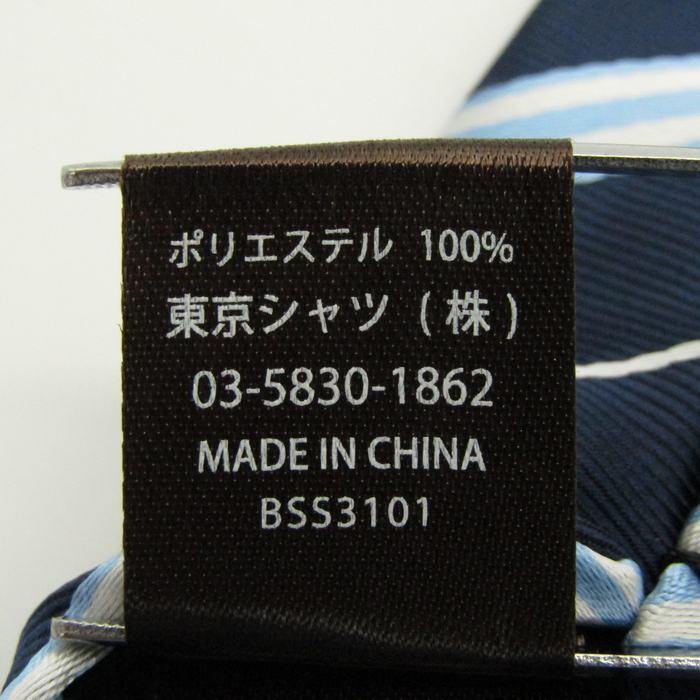 ポリエステル 100%
東京シャツ (株)
03-5830-1862
MADE IN CHINA
BSS3101